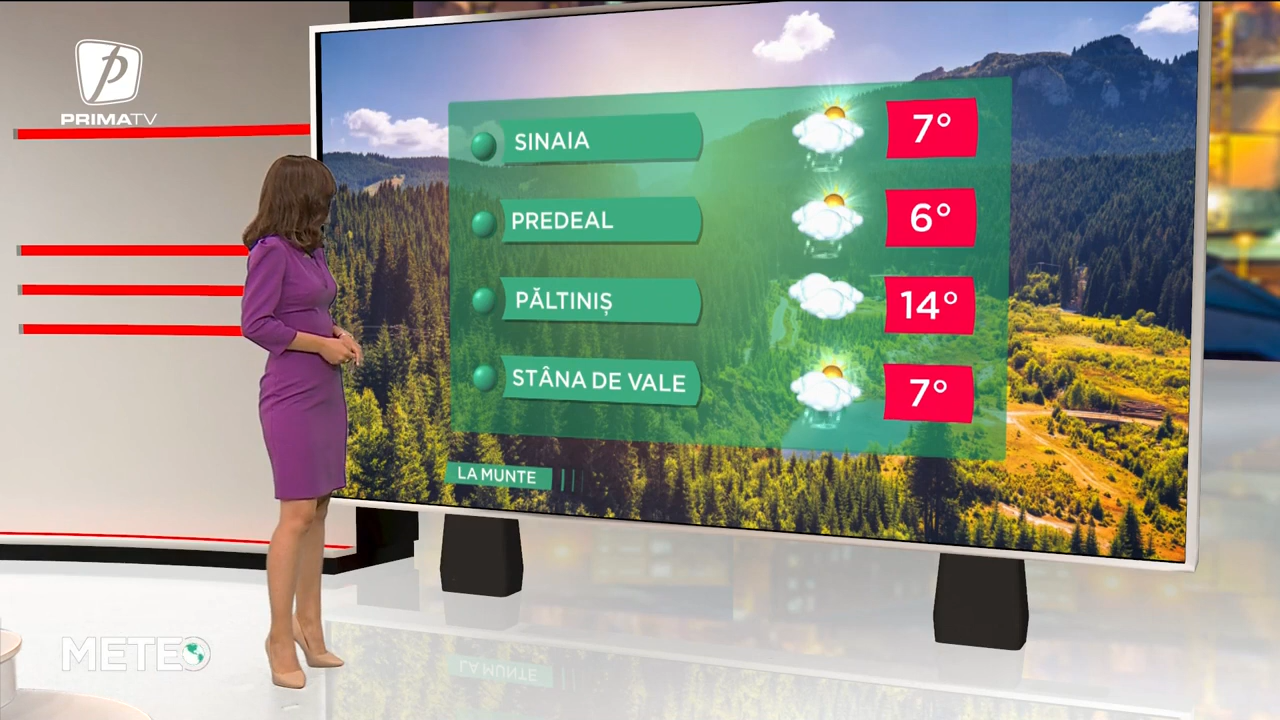 PRIMATV
SINAIA 7°
PREDEAL 6°
PĂLTINIȘ 14°
STÂNA DE VALE 7°
LA MUNTE
METEO